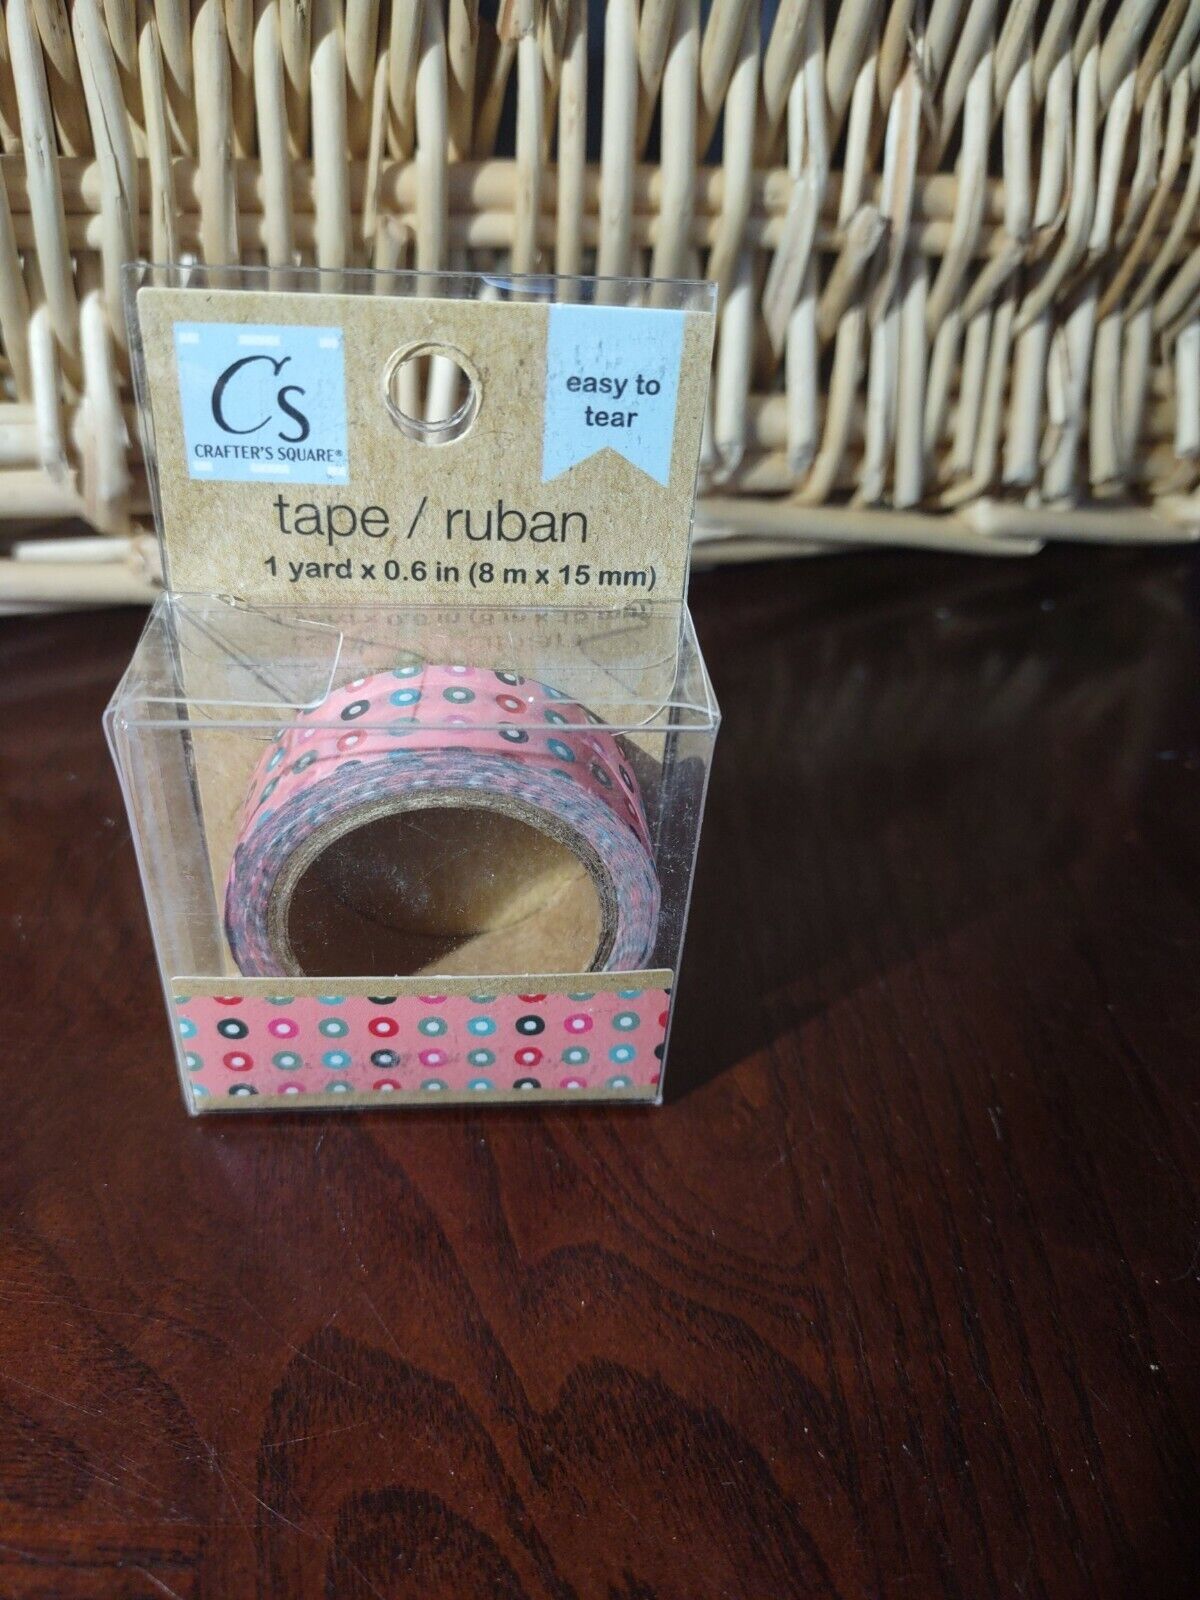 Cs
CRAFTER'S SQUARE®
easy to
tear
tape / ruban
1 yard x 0.6 in (8 m x 15 mm)